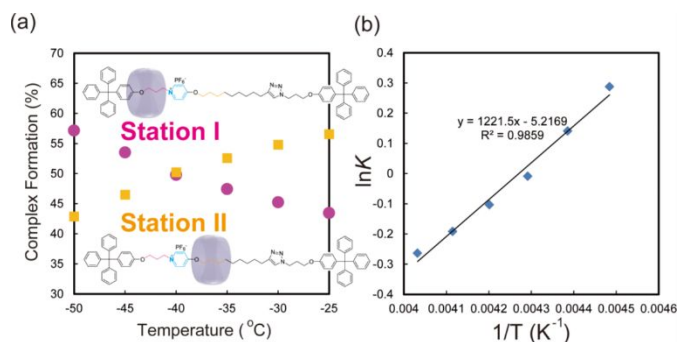 (a)
Complex Formation (%)
70
65
60
55
50
45
40
35
30
-50
-45
-40
-35
-30
-25
Temperature (°C)
PF₆⁻
N
O
O
N=N
N
O
Station I
Station II
PF₆⁻
O
N
O
N=N
N
O
(b)
lnK
0.4
0.3
0.2
0.1
0
-0.1
-0.2
-0.3
-0.4
y = 1221.5x - 5.2169
R² = 0.9859
0.004 0.0041 0.0042 0.0043 0.0044 0.0045 0.0046
1/T (K⁻¹)